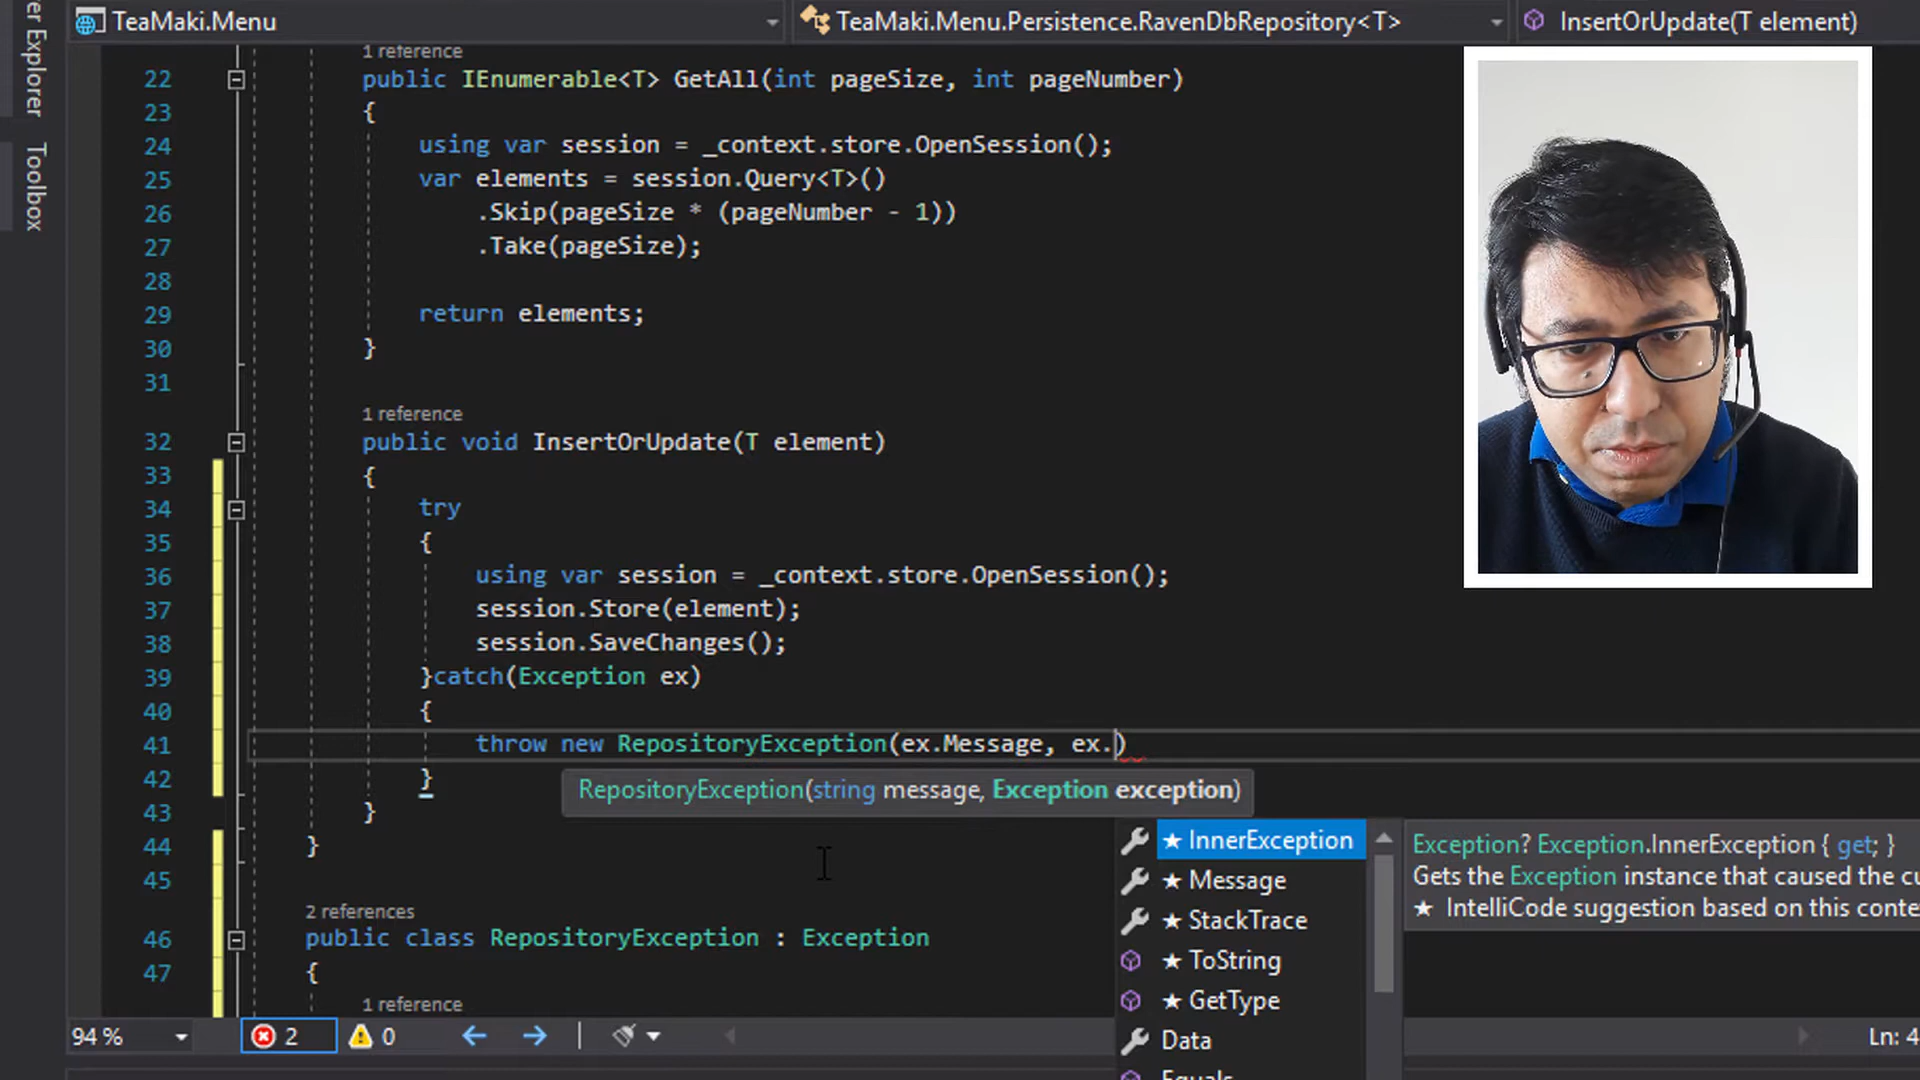 TeaMaki.Menu
TeaMaki.Menu.Persistence.RavenDbRepository<T>
InsertOrUpdate(T element)
er Explorer
Toolbox
1 reference
22 public IEnumerable<T> GetAll(int pageSize, int pageNumber)
23 {
24 using var session = _context.store.OpenSession();
25 var elements = session.Query<T>()
26 .Skip(pageSize * (pageNumber - 1))
27 .Take(pageSize);
28
29 return elements;
30 }
31
1 reference
32 public void InsertOrUpdate(T element)
33 {
34 try
35 {
36 using var session = _context.store.OpenSession();
37 session.Store(element);
38 session.SaveChanges();
39 }catch(Exception ex)
40 {
41 throw new RepositoryException(ex.Message, ex.)
42 }
RepositoryException(string message, Exception exception)
43 }
44 }
45
2 references
46 public class RepositoryException : Exception
47 {
1 reference
★ InnerException
★ Message
★ StackTrace
★ ToString
★ GetType
Data
Equals
Exception? Exception.InnerException { get; }
Gets the Exception instance that caused the cu
★ IntelliCode suggestion based on this conte
94 %
2
0
Ln: 4